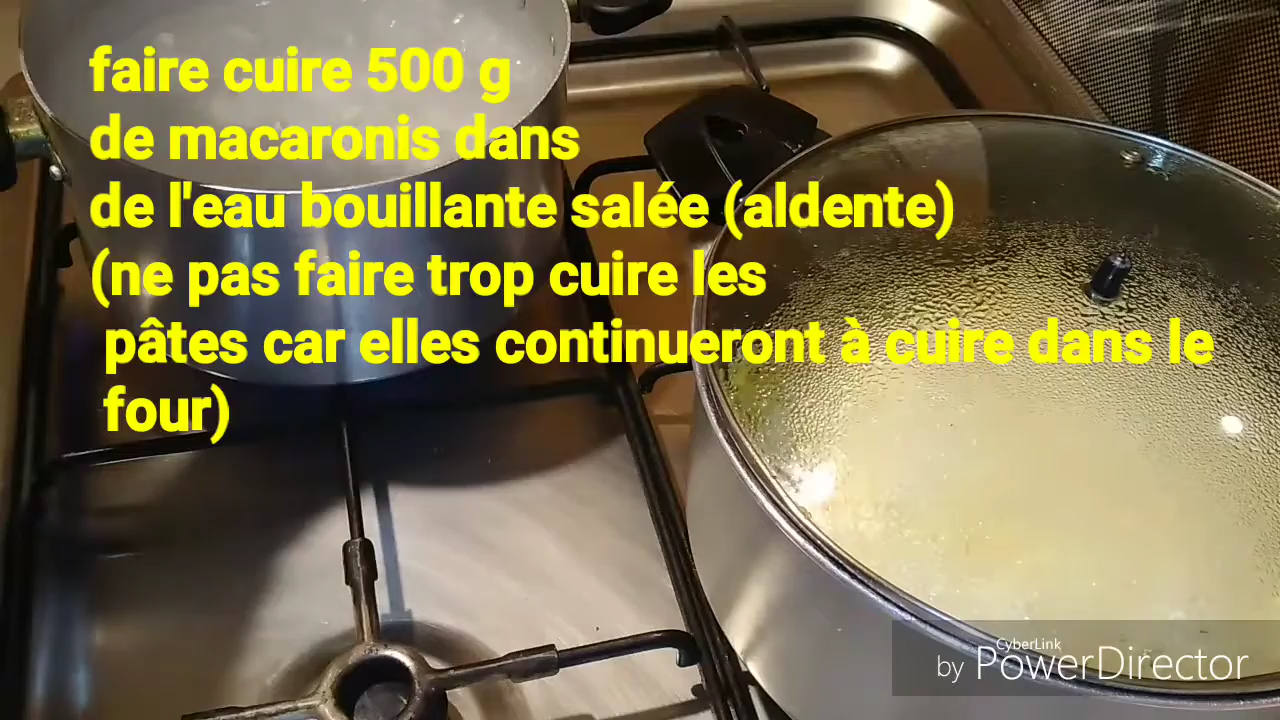 faire cuire 500 g
de macaronis dans
de l'eau bouillante salée (aldente)
(ne pas faire trop cuire les
pâtes car elles continueront à cuire dans le
four)
CyberLink
by PowerDirector